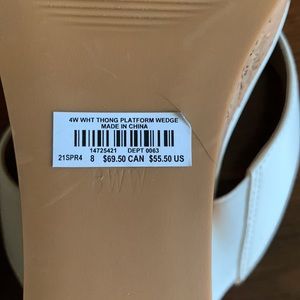 4W WHT THONG PLATFORM WEDGE
MADE IN CHINA
14725421 DEPT 0063
21SPR4 8 $69.50 CAN $55.50 US
8WW